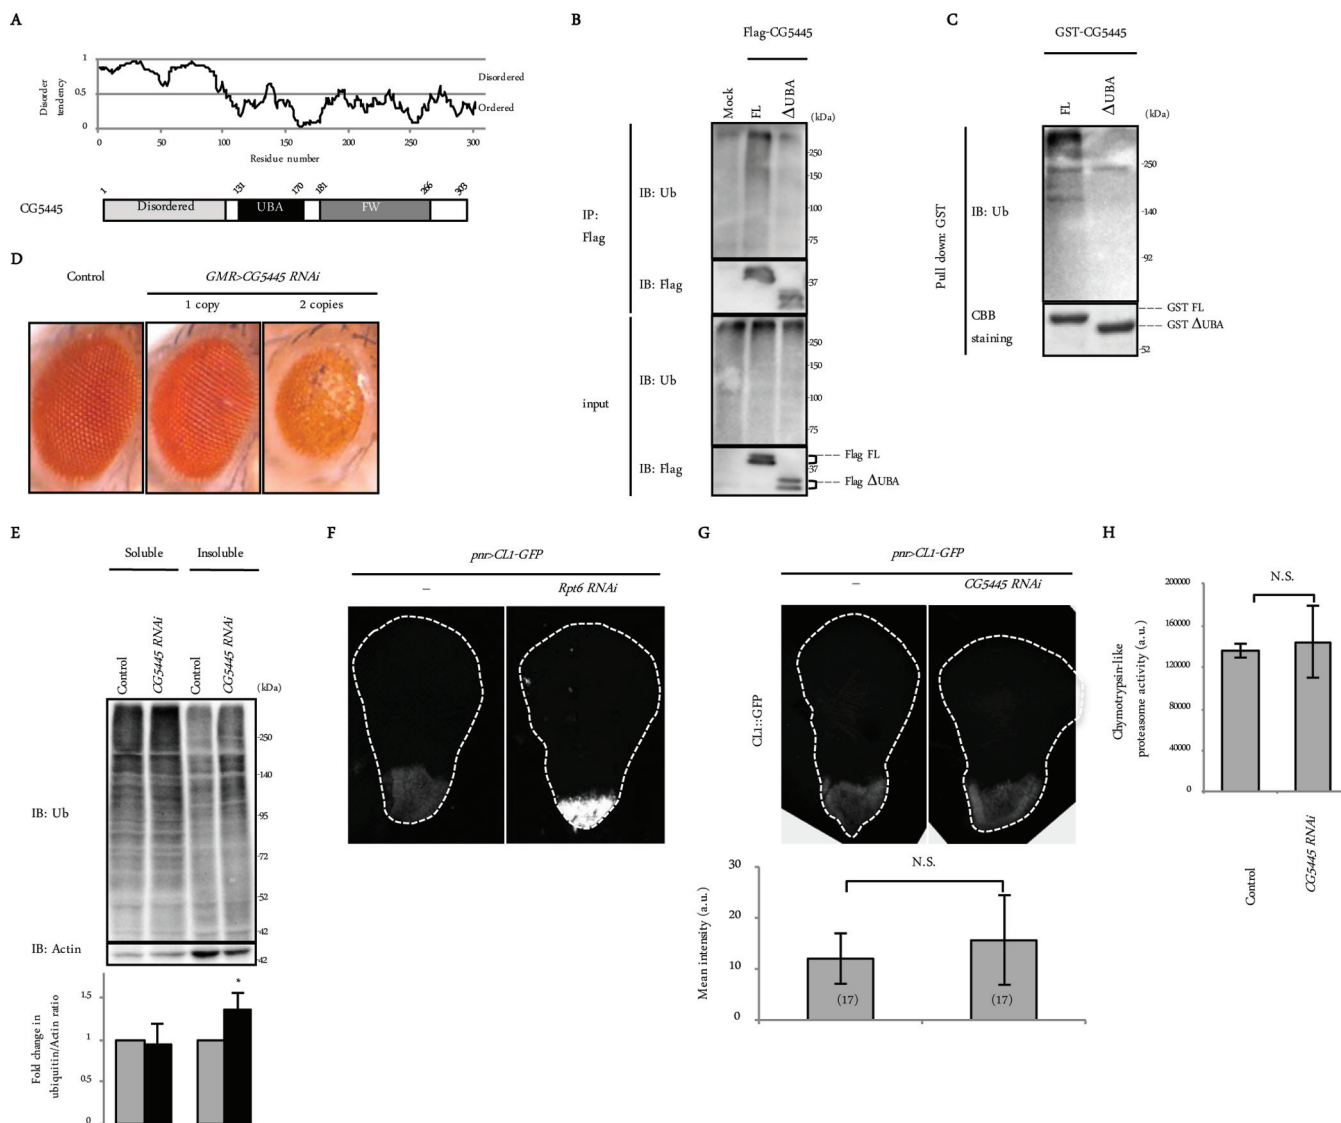 A
1
0.5
0
Disorder
tendency
Disordered
Ordered
0
50
100
150
200
250
300
Residue number
1
131
170
181
266
303
CG5445
Disordered
UBA
FW
B
Flag-CG5445
Mock
FL
ΔUBA
(kDa)
IP:
Flag
IB: Ub
-250
-150
-100
-75
IB: Flag
-37
input
IB: Ub
-250
-150
-100
-75
IB: Flag
Flag FL
-37
Flag ΔUBA
C
GST-CG5445
FL
ΔUBA
(kDa)
Pull down: GST
IB: Ub
-250
-140
-92
CBB
staining
GST FL
GST ΔUBA
-52
D
Control
GMR>CG5445 RNAi
1 copy
2 copies
E
Soluble
Insoluble
Control
CG5445 RNAi
Control
CG5445 RNAi
(kDa)
IB: Ub
-250
-140
-95
-72
-52
-42
IB: Actin
-42
Fold change in
ubiquitin/Actin ratio
1.5
1
0.5
0
*
F
pnr>CL1-GFP
–
Rpt6 RNAi
G
pnr>CL1-GFP
–
CG5445 RNAi
CL1::GFP
Mean intensity (a.u.)
30
20
10
0
N.S.
(17)
(17)
H
N.S.
Chymotrypsin-like
proteasome activity (a.u.)
200000
160000
120000
80000
40000
0
Control
CG5445 RNAi